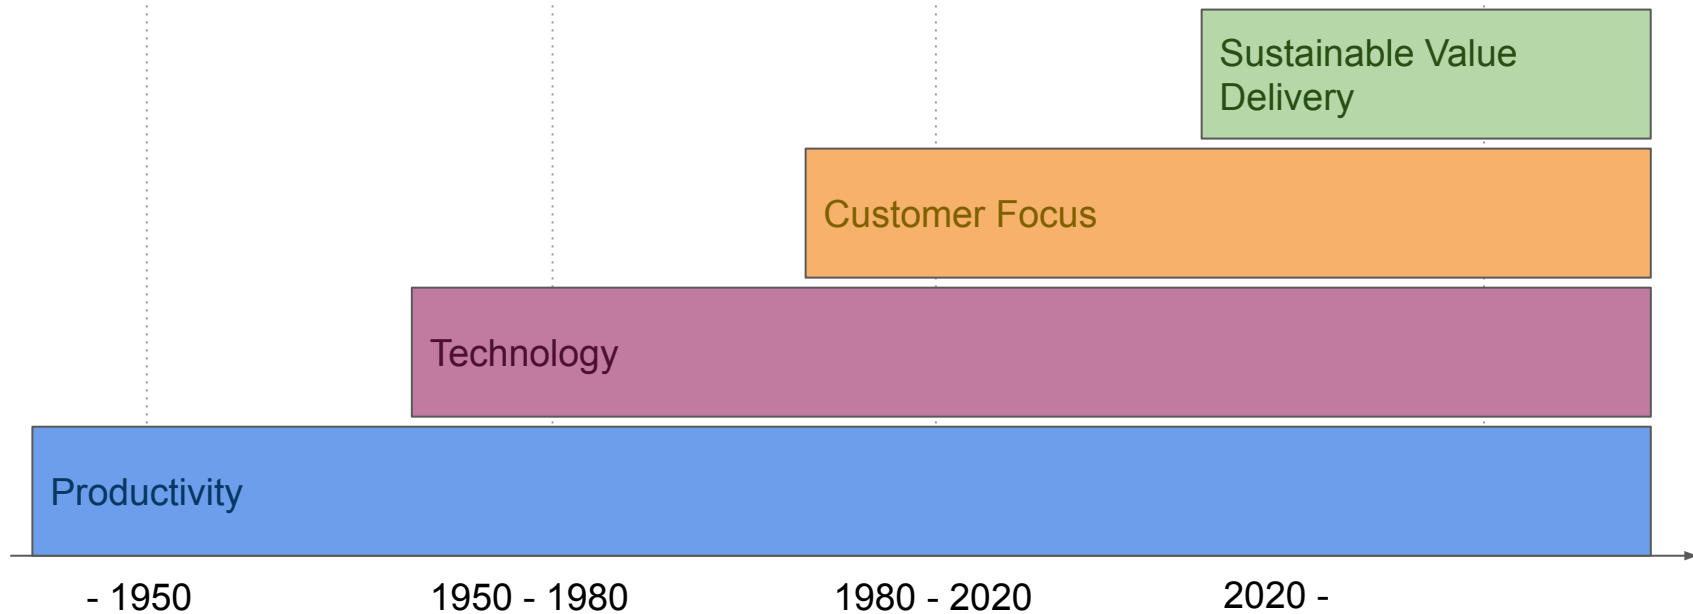 Sustainable Value
Delivery
Customer Focus
Technology
Productivity
- 1950
1950 - 1980
1980 - 2020
2020 -